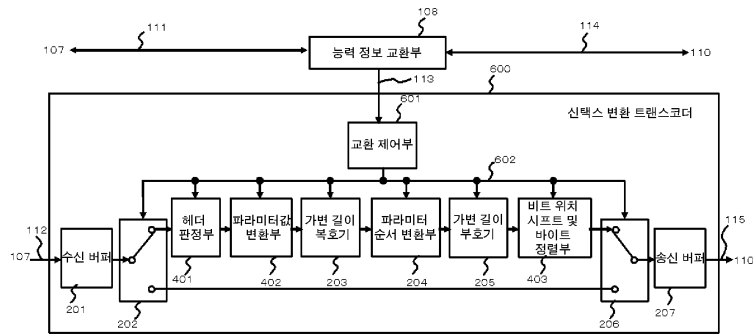 108
111
114
107
능력 정보 교환부
110
113
600
601
신택스 변환 트랜스코더
교환 제어부
602
112
107
수신 버퍼
헤더
판정부
파라미터값
변환부
가변 길이
복호기
파라미터
순서 변환부
가변 길이
부호기
비트 위치
시프트 및
바이트
정렬부
송신 버퍼
115
110
201
202
401
402
203
204
205
403
206
207